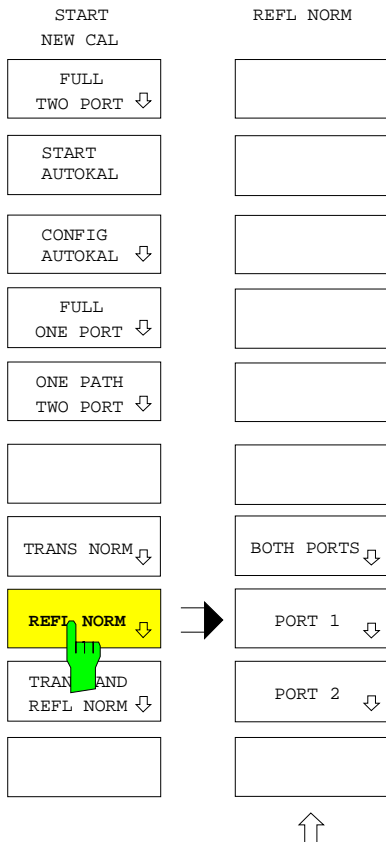 START
NEW CAL
FULL
TWO PORT
START
AUTOKAL
CONFIG
AUTOKAL
FULL
ONE PORT
ONE PATH
TWO PORT
TRANS NORM
REFL NORM
AND
REFL NORM
REFL NORM
BOTH PORTS
PORT 1
PORT 2